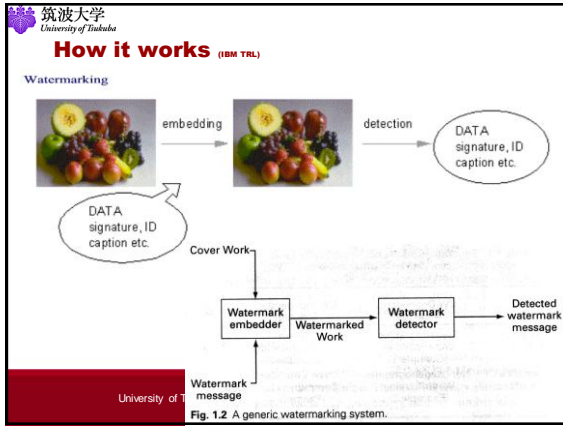 筑波大学
University of Tsukuba
How it works (IBM TRL)
Watermarking
embedding
detection
DATA
signature, ID
caption etc.
DATA
signature, ID
caption etc.
Cover Work
Watermark
embedder
Watermarked
Work
Watermark
detector
Detected
watermark
message
Watermark
message
University of T
Fig. 1.2 A generic watermarking system.